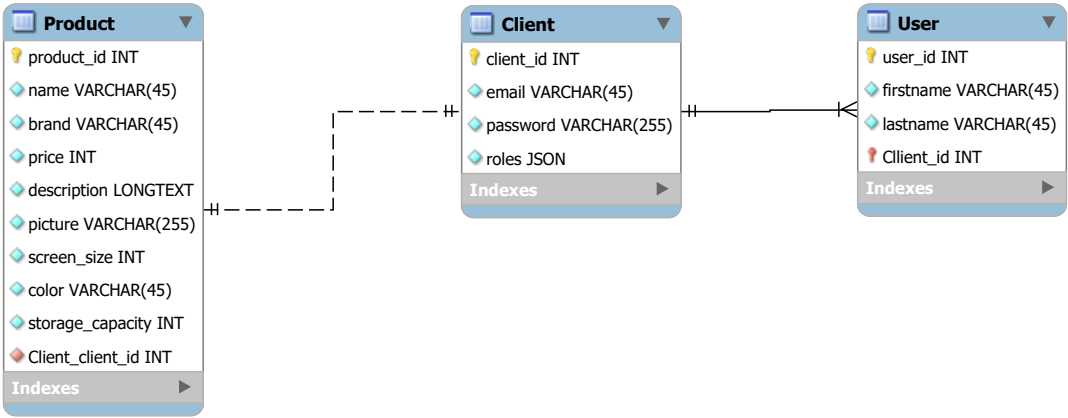 Product
product_id INT
name VARCHAR(45)
brand VARCHAR(45)
price INT
description LONGTEXT
picture VARCHAR(255)
screen_size INT
color VARCHAR(45)
storage_capacity INT
Client_client_id INT
Indexes
Client
client_id INT
email VARCHAR(45)
password VARCHAR(255)
roles JSON
Indexes
User
user_id INT
firstname VARCHAR(45)
lastname VARCHAR(45)
Cllient_id INT
Indexes